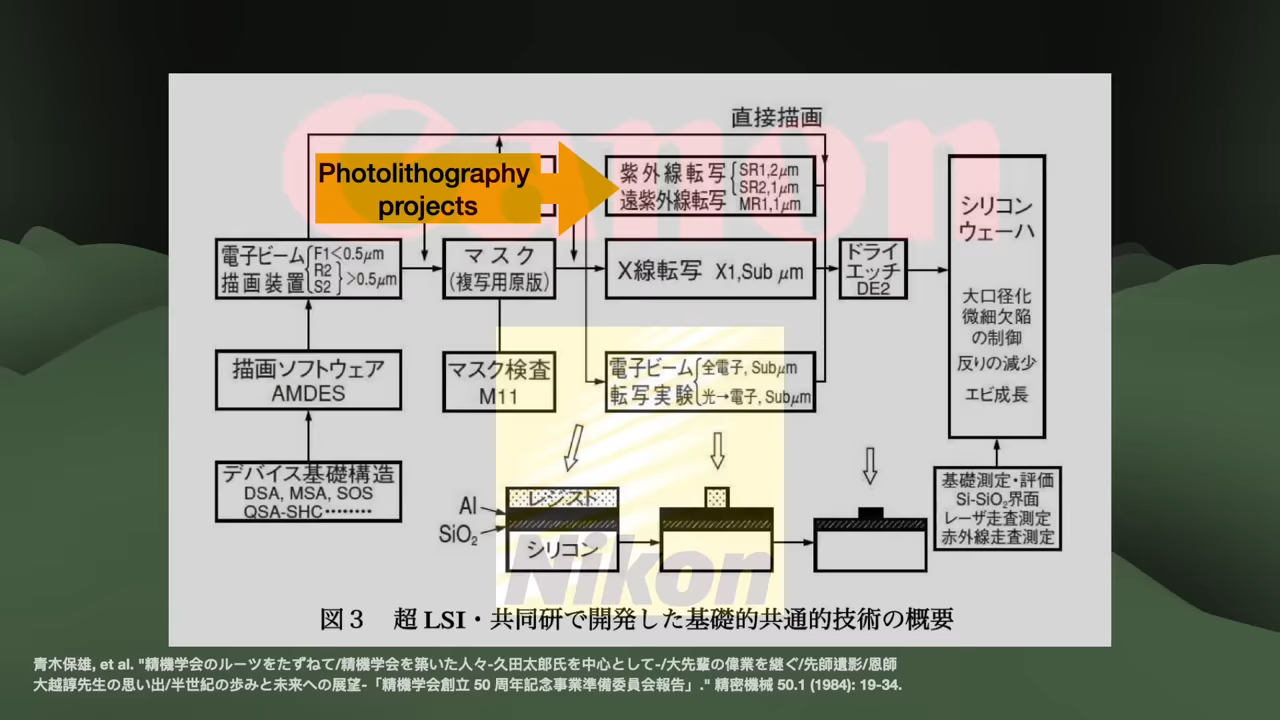 Canon
直接描画
Photolithography
projects
紫外線転写 SR1,2μm
SR2,1μm
遠紫外線転写 MR1,1μm
シリコン
ウェーハ
大口径化
微細欠陥
の制御
反りの減少
エピ成長
電子ビーム
描画装置
F1<0.5μm
R2
S2
>0.5μm
マスク
(複写用原版)
X線転写 X1,Sub μm
ドライ
エッチ
DE2
描画ソフトウェア
AMDES
マスク検査
M11
電子ビーム
転写実験
全電子, Subμm
光→電子, Subμm
デバイス基礎構造
DSA, MSA, SOS
QSA-SHC········
Al
SiO₂
レジスト
シリコン
基礎測定・評価
Si-SiO₂界面
レーザ走査測定
赤外線走査測定
Nikon
図3 超LSI・共同研で開発した基礎的共通的技術の概要
青木保雄, et al. "精機学会のルーツをたずねて/精機学会を築いた人々-久田太郎氏を中心として-/大先輩の偉業を継ぐ/先師遺影/恩師
大越諄先生の思い出/半世紀の歩みと未来への展望-「精機学会創立 50 周年記念事業準備委員会報告」." 精密機械 50.1 (1984): 19-34.